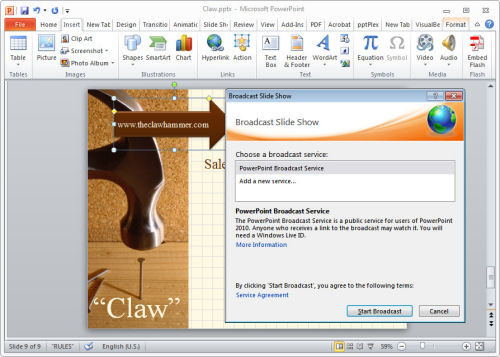 Claw.pptx - Microsoft PowerPoint
File Home Insert New Tab Design Transitio Animatic Slide Sh Review View Add-Ins PDF Acrobat pptPlex New Tab VisualBe Format
Table Picture Clip Art Screenshot Photo Album Shapes SmartArt Chart Hyperlink Action Text Box Header & Footer WordArt Equation Symbol Video Audio Embed Flash
Tables Images Illustrations Links Text Symbols Media Flash
www.theclawhammer.com
Sale
"Claw"
Broadcast Slide Show
Broadcast Slide Show
Choose a broadcast service:
PowerPoint Broadcast Service
Add a new service...
PowerPoint Broadcast Service
The PowerPoint Broadcast Service is a public service for users of PowerPoint
2010. Anyone who receives a link to the broadcast may watch it. You will
need a Windows Live ID.
More Information
By clicking 'Start Broadcast', you agree to the following terms:
Service Agreement
Start Broadcast Cancel
Slide 9 of 9 "RULES" English (U.S.) 59%